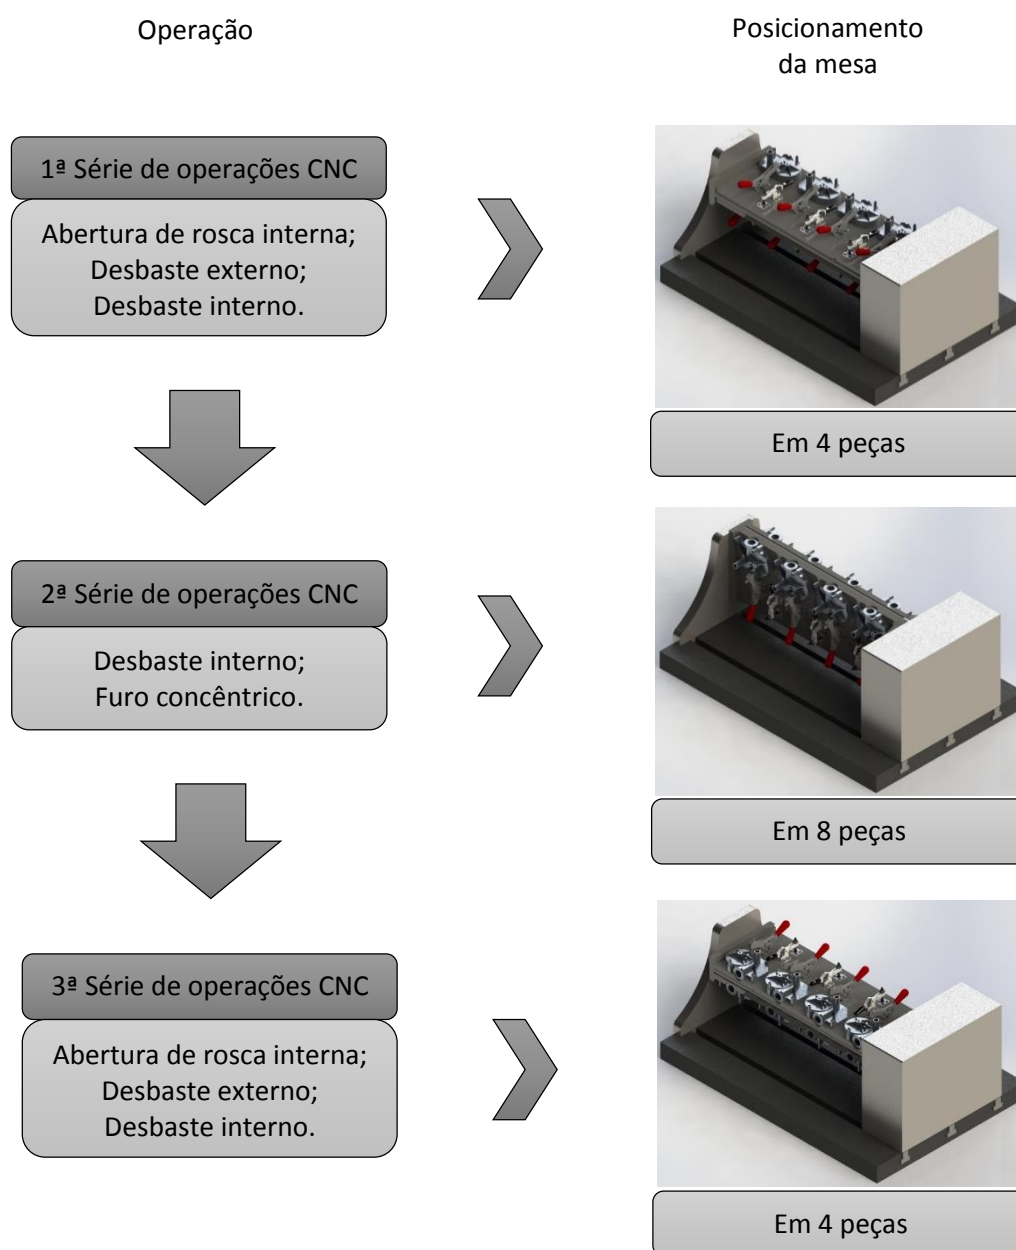 Operação
Posicionamento
da mesa
1ª Série de operações CNC
Abertura de rosca interna;
Desbaste externo;
Desbaste interno.
Em 4 peças
2ª Série de operações CNC
Desbaste interno;
Furo concêntrico.
Em 8 peças
3ª Série de operações CNC
Abertura de rosca interna;
Desbaste externo;
Desbaste interno.
Em 4 peças